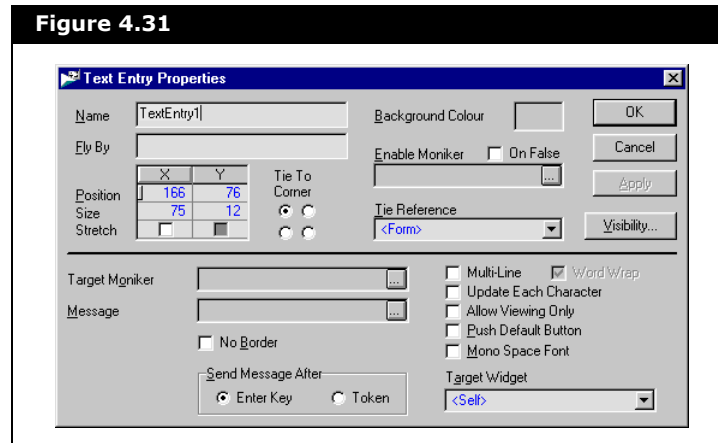 Figure 4.31
Text Entry Properties
Name TextEntry1 Background Colour OK
Fly By Enable Moniker On False Cancel
X Y Tie To Corner ... Apply
Position 166 76
Size 75 12 Tie Reference
Stretch <Form> Visibility...
Target Moniker ... Multi-Line Word Wrap
Update Each Character
Message ... Allow Viewing Only
No Border Push Default Button
Mono Space Font
Send Message After Target Widget
Enter Key Token <Self>